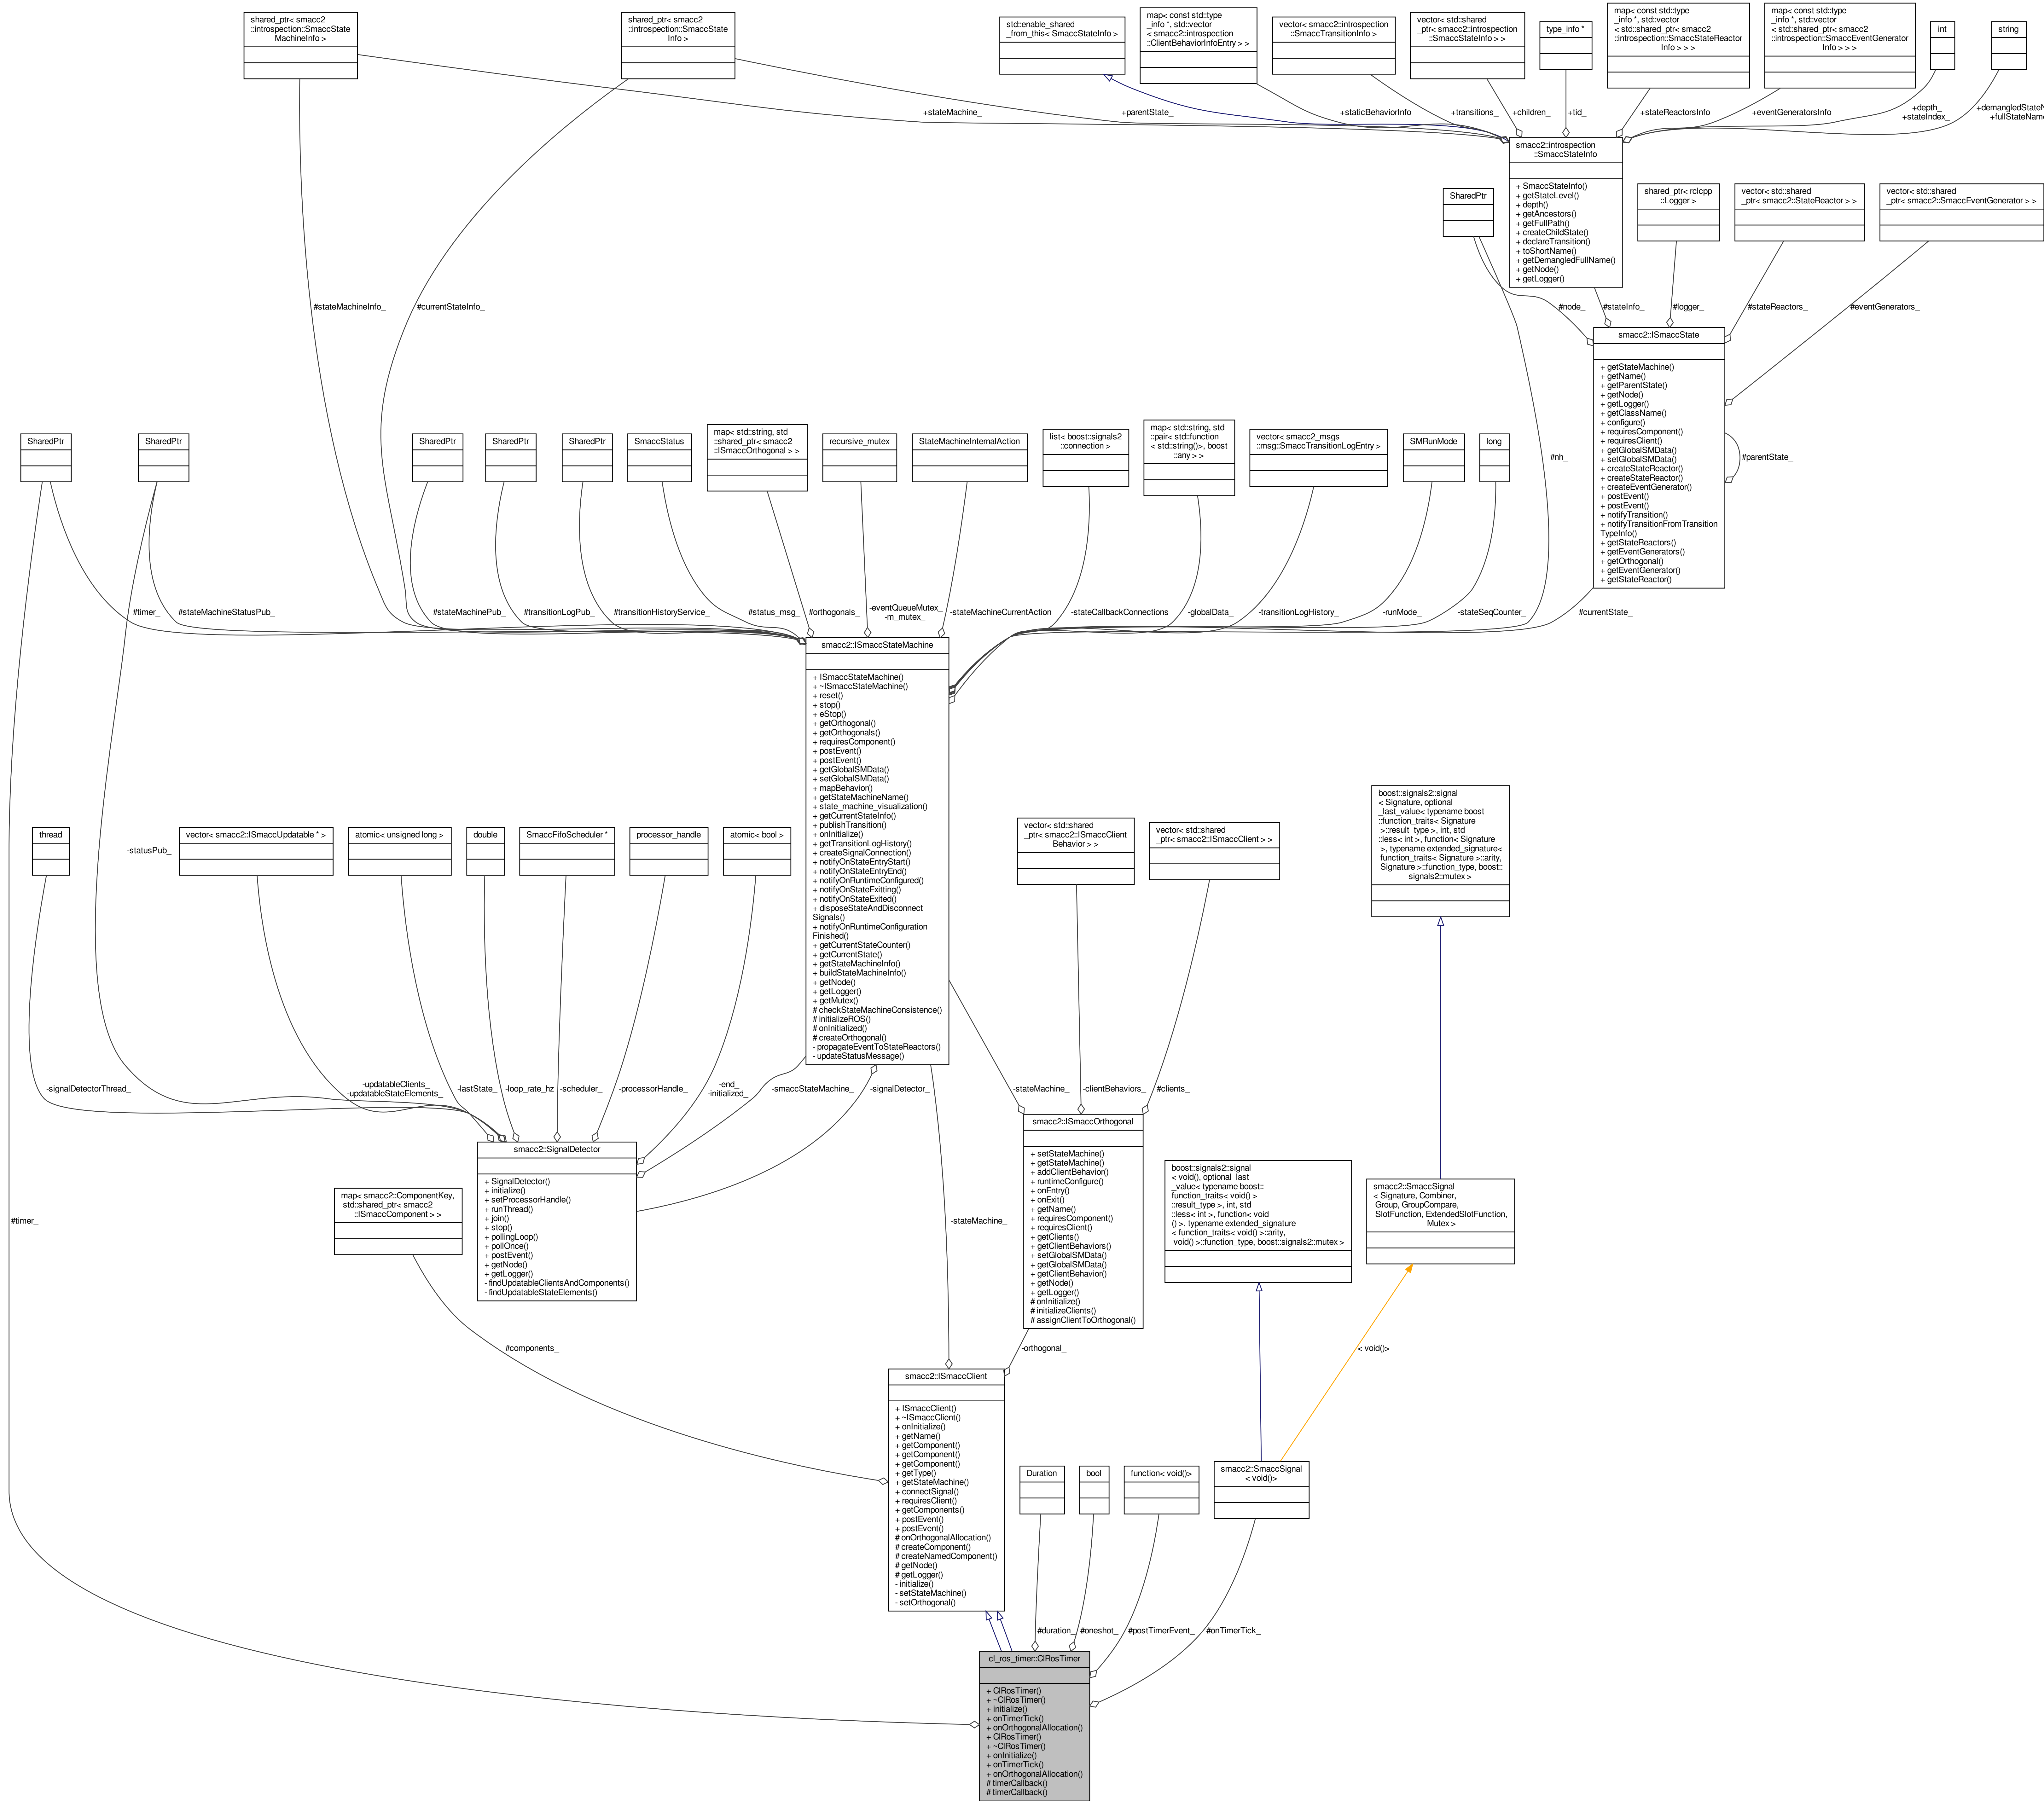 shared_ptr< smacc2
::introspection::SmaccState
MachineInfo >
shared_ptr< smacc2
::introspection::SmaccState
Info >
std::enable_shared
_from_this< SmaccStateInfo >
map< const std::type
_info *, std::vector
< smacc2::introspection
::ClientBehaviorInfoEntry > >
vector< smacc2::introspection
::SmaccTransitionInfo >
vector< std::shared
_ptr< smacc2::introspection
::SmaccStateInfo > >
type_info *
map< const std::type
_info *, std::vector
< std::shared_ptr< smacc2
::introspection::SmaccStateReactor
Info > > >
map< const std::type
_info *, std::vector
< std::shared_ptr< smacc2
::introspection::SmaccEventGenerator
Info > > >
int
string
+stateMachine_
+parentState_
+staticBehaviorInfo
+transitions_
+children_
+tid_
+stateReactorsInfo
+eventGeneratorsInfo
+depth_
+stateIndex_
+demangledStateN
+fullStateName
smacc2::introspection
::SmaccStateInfo
+ SmaccStateInfo()
+ getStateLevel()
+ depth()
+ getAncestors()
+ getFullPath()
+ createChildState()
+ declareTransition()
+ toShortName()
+ getDemangledFullName()
+ getNode()
+ getLogger()
SharedPtr
shared_ptr< rclcpp
::Logger >
vector< std::shared
_ptr< smacc2::StateReactor > >
vector< std::shared
_ptr< smacc2::SmaccEventGenerator > >
#stateMachineInfo_
#currentStateInfo_
#node_
#stateInfo_
#logger_
#stateReactors_
#eventGenerators_
smacc2::ISmaccState
+ getStateMachine()
+ getName()
+ getParentState()
+ getNode()
+ getLogger()
+ getClassName()
+ configure()
+ requiresComponent()
+ requiresClient()
+ getGlobalSMData()
+ setGlobalSMData()
+ createStateReactor()
+ createStateReactor()
+ createEventGenerator()
+ postEvent()
+ postEvent()
+ notifyTransition()
+ notifyTransitionFromTransition
TypeInfo()
+ getStateReactors()
+ getEventGenerators()
+ getOrthogonal()
+ getEventGenerator()
+ getStateReactor()
#parentState_
#nh_
SharedPtr
SharedPtr
SharedPtr
SharedPtr
SharedPtr
SmaccStatus
map< std::string, std
::shared_ptr< smacc2
::ISmaccOrthogonal > >
recursive_mutex
StateMachineInternalAction
list< boost::signals2
::connection >
map< std::string, std
::pair< std::function
< std::string()>, boost
::any > >
vector< smacc2_msgs
::msg::SmaccTransitionLogEntry >
SMRunMode
long
#timer_
#stateMachineStatusPub_
#stateMachinePub_
#transitionLogPub_
#transitionHistoryService_
#status_msg_
#orthogonals_
-eventQueueMutex_
-m_mutex_
-stateMachineCurrentAction
-stateCallbackConnections
-globalData_
-transitionLogHistory_
-runMode_
-stateSeqCounter_
#currentState_
smacc2::ISmaccStateMachine
+ ISmaccStateMachine()
+ ~ISmaccStateMachine()
+ reset()
+ stop()
+ eStop()
+ getOrthogonal()
+ getOrthogonals()
+ requiresComponent()
+ postEvent()
+ postEvent()
+ getGlobalSMData()
+ setGlobalSMData()
+ mapBehavior()
+ getStateMachineName()
+ state_machine_visualization()
+ getCurrentStateInfo()
+ publishTransition()
+ onInitialize()
+ getTransitionLogHistory()
+ createSignalConnection()
+ notifyOnStateEntryStart()
+ notifyOnStateEntryEnd()
+ notifyOnRuntimeConfigured()
+ notifyOnStateExitting()
+ notifyOnStateExited()
+ disposeStateAndDisconnect
Signals()
+ notifyOnRuntimeConfiguration
Finished()
+ getCurrentStateCounter()
+ getCurrentState()
+ getStateMachineInfo()
+ buildStateMachineInfo()
+ getNode()
+ getLogger()
+ getMutex()
# checkStateMachineConsistence()
# initializeROS()
# onInitialized()
# createOrthogonal()
- propagateEventToStateReactors()
- updateStatusMessage()
thread
-statusPub_
vector< smacc2::ISmaccUpdatable * >
atomic< unsigned long >
double
SmaccFifoScheduler *
processor_handle
atomic< bool >
vector< std::shared
_ptr< smacc2::ISmaccClient
Behavior > >
vector< std::shared
_ptr< smacc2::ISmaccClient > >
boost::signals2::signal
< Signature, optional
_last_value< typename boost
::function_traits< Signature
>::result_type >, int, std
::less< int >, function< Signature
>, typename extended_signature<
function_traits< Signature >::arity,
Signature >::function_type, boost::
signals2::mutex >
-signalDetectorThread_
-updatableClients_
-updatableStateElements_
-lastState_
-loop_rate_hz
-scheduler_
-processorHandle_
-end_
-initialized_
-smaccStateMachine_
-signalDetector_
-stateMachine_
-clientBehaviors_
#clients_
smacc2::SignalDetector
+ SignalDetector()
+ initialize()
+ setProcessorHandle()
+ runThread()
+ join()
+ stop()
+ pollingLoop()
+ pollOnce()
+ postEvent()
+ getNode()
+ getLogger()
- findUpdatableClientsAndComponents()
- findUpdatableStateElements()
smacc2::ISmaccOrthogonal
+ setStateMachine()
+ getStateMachine()
+ addClientBehavior()
+ runtimeConfigure()
+ onEntry()
+ onExit()
+ getName()
+ requiresComponent()
+ requiresClient()
+ getClients()
+ getClientBehaviors()
+ setGlobalSMData()
+ getGlobalSMData()
+ getClientBehavior()
+ getNode()
+ getLogger()
# onInitialize()
# initializeClients()
# assignClientToOrthogonal()
boost::signals2::signal
< void(), optional_last
_value< typename boost::
function_traits< void() >
::result_type >, int, std
::less< int >, function< void
() >, typename extended_signature
< function_traits< void() >::arity,
void() >::function_type, boost::signals2::mutex >
smacc2::SmaccSignal
< Signature, Combiner,
Group, GroupCompare,
SlotFunction, ExtendedSlotFunction,
Mutex >
map< smacc2::ComponentKey,
std::shared_ptr< smacc2
::ISmaccComponent > >
#timer_
-stateMachine_
#components_
-orthogonal_
< void()>
smacc2::ISmaccClient
+ ISmaccClient()
+ ~ISmaccClient()
+ onInitialize()
+ getName()
+ getComponent()
+ getComponent()
+ getComponent()
+ getType()
+ getStateMachine()
+ connectSignal()
+ requiresClient()
+ getComponents()
+ postEvent()
+ postEvent()
# onOrthogonalAllocation()
# createComponent()
# createNamedComponent()
# getNode()
# getLogger()
- initialize()
- setStateMachine()
- setOrthogonal()
Duration
bool
function< void()>
smacc2::SmaccSignal
< void()>
#duration_
#oneshot_
#postTimerEvent_
#onTimerTick_
cl_ros_timer::ClRosTimer
+ ClRosTimer()
+ ~ClRosTimer()
+ initialize()
+ onTimerTick()
+ onOrthogonalAllocation()
+ ClRosTimer()
+ ~ClRosTimer()
+ onInitialize()
+ onTimerTick()
+ onOrthogonalAllocation()
# timerCallback()
# timerCallback()